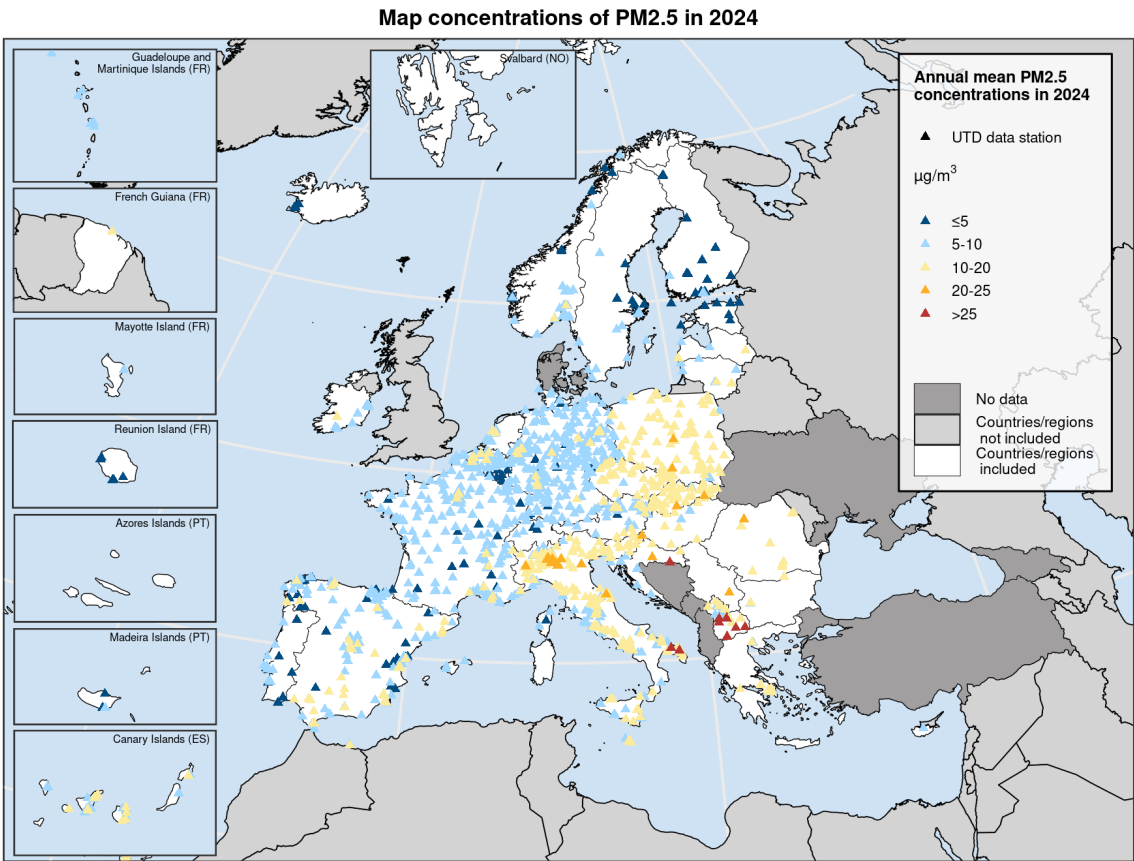 Map concentrations of PM2.5 in 2024
Guadeloupe and
Martinique Islands (FR)
Svalbard (NO)
French Guiana (FR)
Mayotte Island (FR)
Reunion Island (FR)
Azores Islands (PT)
Madeira Islands (PT)
Canary Islands (ES)
Annual mean PM2.5
concentrations in 2024
UTD data station
µg/m³
≤5
5-10
10-20
20-25
>25
No data
Countries/regions
not included
Countries/regions
included